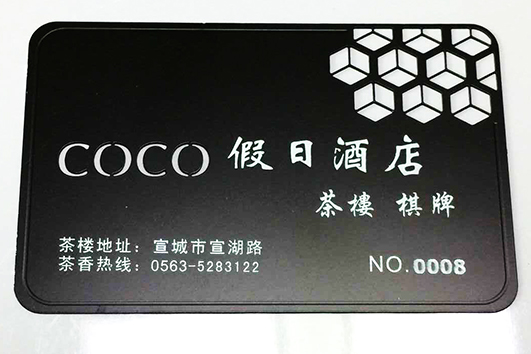 COCO 假日酒店
茶樓 棋牌
茶楼地址：宣城市宣湖路
茶香热线：0563-5283122
NO.0008